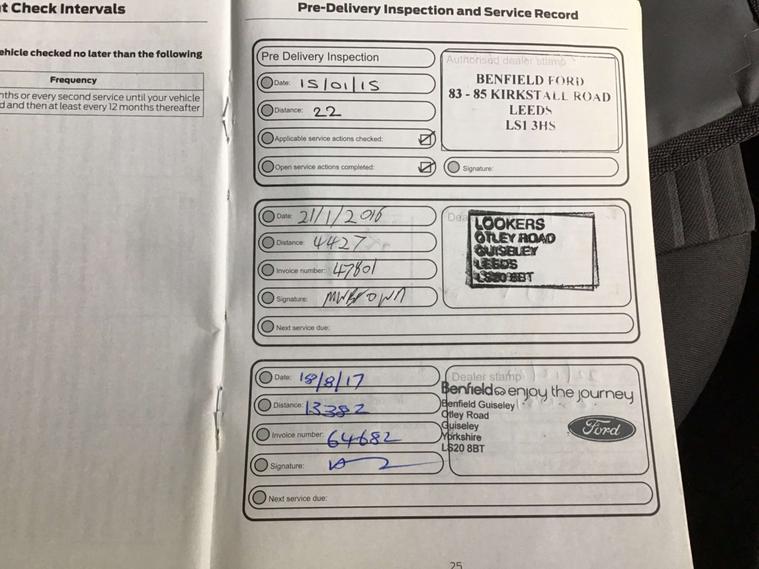 t Check Intervals
ehicle checked no later than the following
Frequency
nths or every second service until your vehicle
d and then at least every 12 months thereafter
Pre-Delivery Inspection and Service Record
Pre Delivery Inspection
Date: 15/01/15
Distance: 22
Applicable service actions checked:
Open service actions completed:
Authorised dealer stamp
BENFIELD FORD
83 - 85 KIRKSTALL ROAD
LEEDS
LS1 3HS
Signature:
Date: 21/1/2016
Distance: 4427
Invoice number: 47801
Signature: MWBrown
Dea
LOOKERS
OTLEY ROAD
GUISELEY
LEEDS
LS20 8BT
Next service due:
Date: 18/8/17
Distance: 13382
Invoice number: 64682
Signature:
Dealer stamp
Benfield enjoy the journey
Benfield Guiseley
Otley Road
Guiseley
Yorkshire
LS20 8BT
Ford
Next service due:
25